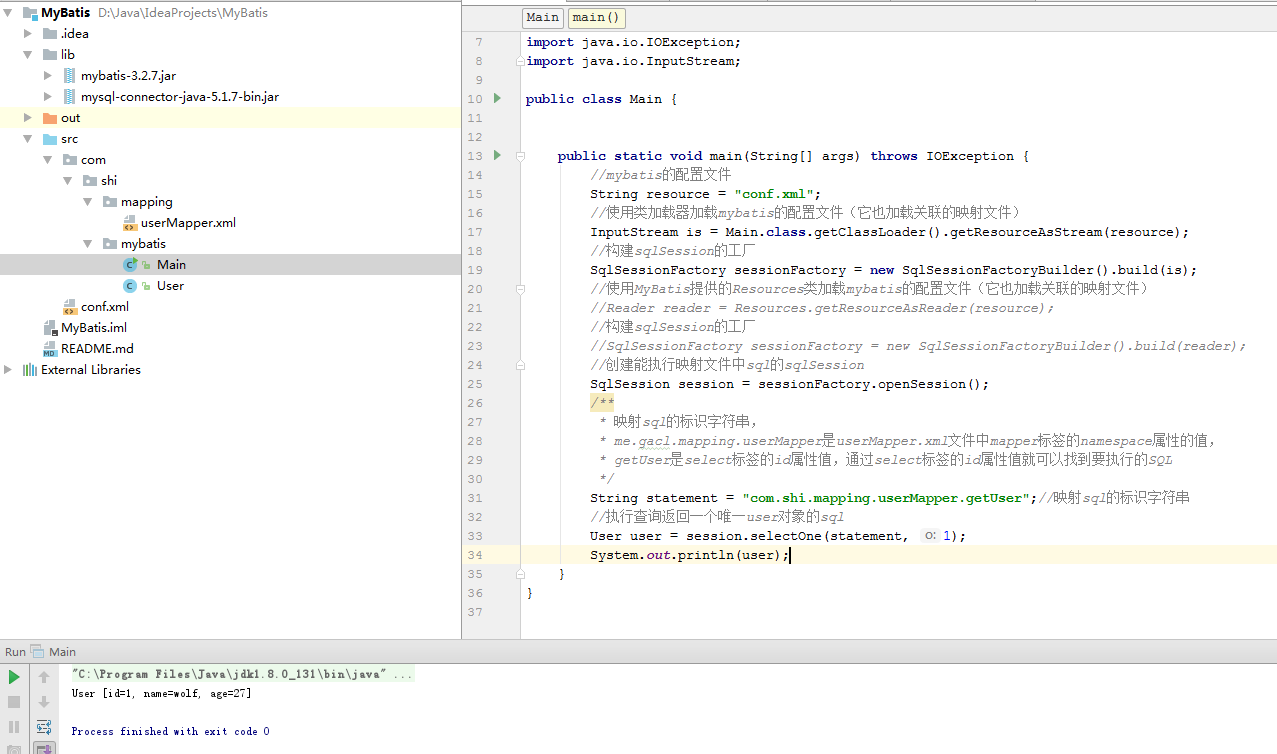 MyBatis D:\Java\IdeaProjects\MyBatis
.idea
lib
mybatis-3.2.7.jar
mysql-connector-java-5.1.7-bin.jar
out
src
com
shi
mapping
userMapper.xml
mybatis
Main
User
conf.xml
MyBatis.iml
README.md
External Libraries
Main main()
7 import java.io.IOException;
8 import java.io.InputStream;
9
10 public class Main {
11
12
13 public static void main(String[] args) throws IOException {
14 //mybatis的配置文件
15 String resource = "conf.xml";
16 //使用类加载器加载mybatis的配置文件（它也加载关联的映射文件）
17 InputStream is = Main.class.getClassLoader().getResourceAsStream(resource);
18 //构建sqlSession的工厂
19 SqlSessionFactory sessionFactory = new SqlSessionFactoryBuilder().build(is);
20 //使用MyBatis提供的Resources类加载mybatis的配置文件（它也加载关联的映射文件）
21 //Reader reader = Resources.getResourceAsReader(resource);
22 //构建sqlSession的工厂
23 //SqlSessionFactory sessionFactory = new SqlSessionFactoryBuilder().build(reader);
24 //创建能执行映射文件中sql的sqlSession
25 SqlSession session = sessionFactory.openSession();
26 /**
27 * 映射sql的标识字符串，
28 * me.gacl.mapping.userMapper是userMapper.xml文件中mapper标签的namespace属性的值，
29 * getUser是select标签的id属性值，通过select标签的id属性值就可以找到要执行的SQL
30 */
31 String statement = "com.shi.mapping.userMapper.getUser";//映射sql的标识字符串
32 //执行查询返回一个唯一user对象的sql
33 User user = session.selectOne(statement, o: 1);
34 System.out.println(user);
35 }
36 }
37
Run Main
"C:\Program Files\Java\jdk1.8.0_131\bin\java" ...
User [id=1, name=wolf, age=27]
Process finished with exit code 0